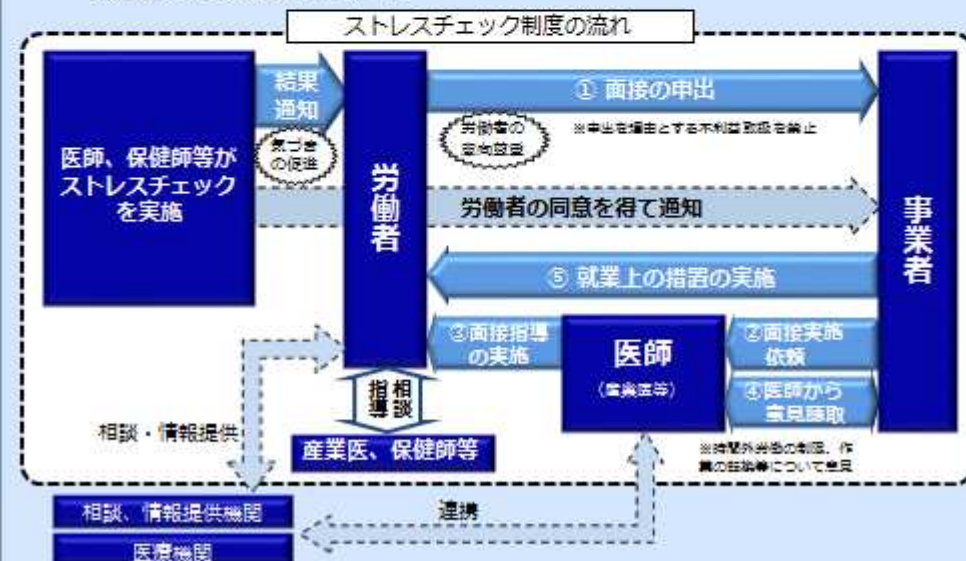 ストレスチェック制度の流れ
医師、保健師等が
ストレスチェック
を実施
結果
通知
気づき
の促進
労働者
① 面接の申出
労働者の
意向尊重
※申出を理由とする不利益取扱を禁止
労働者の同意を得て通知
事業者
⑤ 就業上の措置の実施
③面接指導
の実施
医師
(産業医等)
②面接実施
依頼
④医師から
意見聴取
※時間外労働の制限、作
業の転換等について意見
相談
指導
産業医、保健師等
相談・情報提供
連携
相談、情報提供機関
医療機関